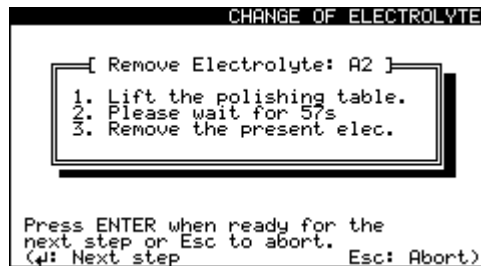 CHANGE OF ELECTROLYTE
[ Remove Electrolyte: A2 ]
1. Lift the polishing table.
2. Please wait for 57s
3. Remove the present elec.
Press ENTER when ready for the
next step or Esc to abort.
(↵: Next step Esc: Abort)